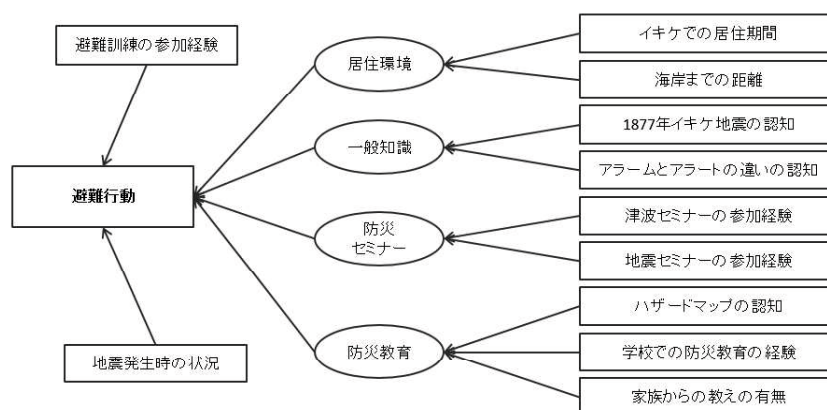 避難訓練の参加経験
避難行動
地震発生時の状況
居住環境
一般知識
防災
セミナー
防災教育
イキケでの居住期間
海岸までの距離
1877年イキケ地震の認知
アラームとアラートの違いの認知
津波セミナーの参加経験
地震セミナーの参加経験
ハザードマップの認知
学校での防災教育の経験
家族からの教えの有無